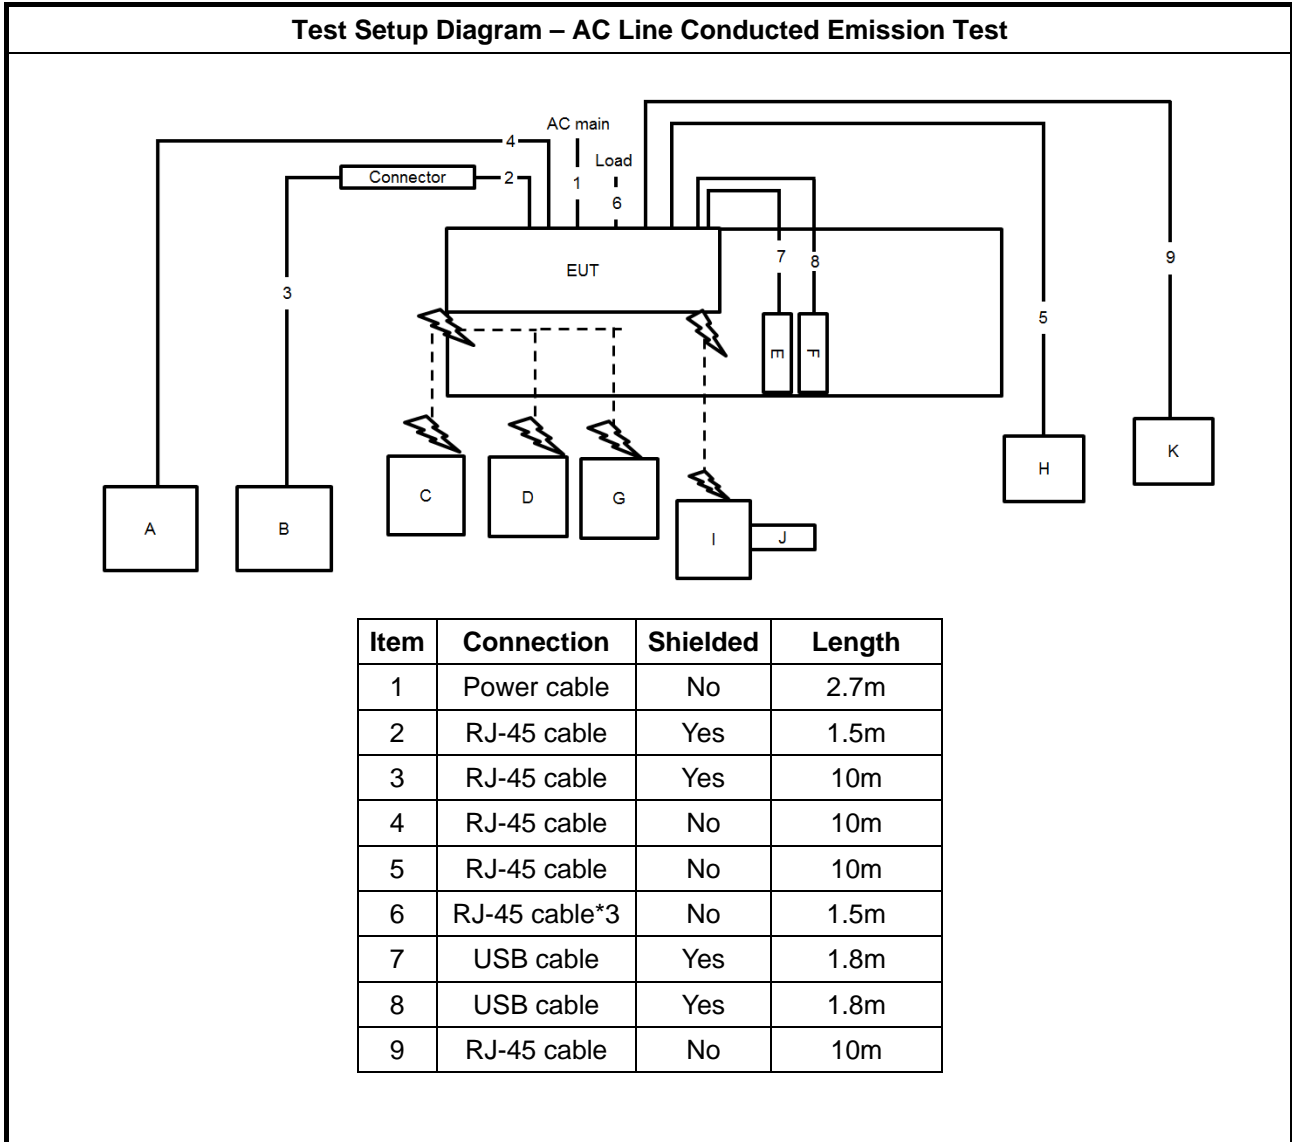 Test Setup Diagram – AC Line Conducted Emission Test
AC main
4
Load
Connector
2
1
6
7
8
9
EUT
3
5
E
F
C
D
G
H
K
A
B
I
J
Item Connection Shielded Length
1 Power cable No 2.7m
2 RJ-45 cable Yes 1.5m
3 RJ-45 cable Yes 10m
4 RJ-45 cable No 10m
5 RJ-45 cable No 10m
6 RJ-45 cable*3 No 1.5m
7 USB cable Yes 1.8m
8 USB cable Yes 1.8m
9 RJ-45 cable No 10m